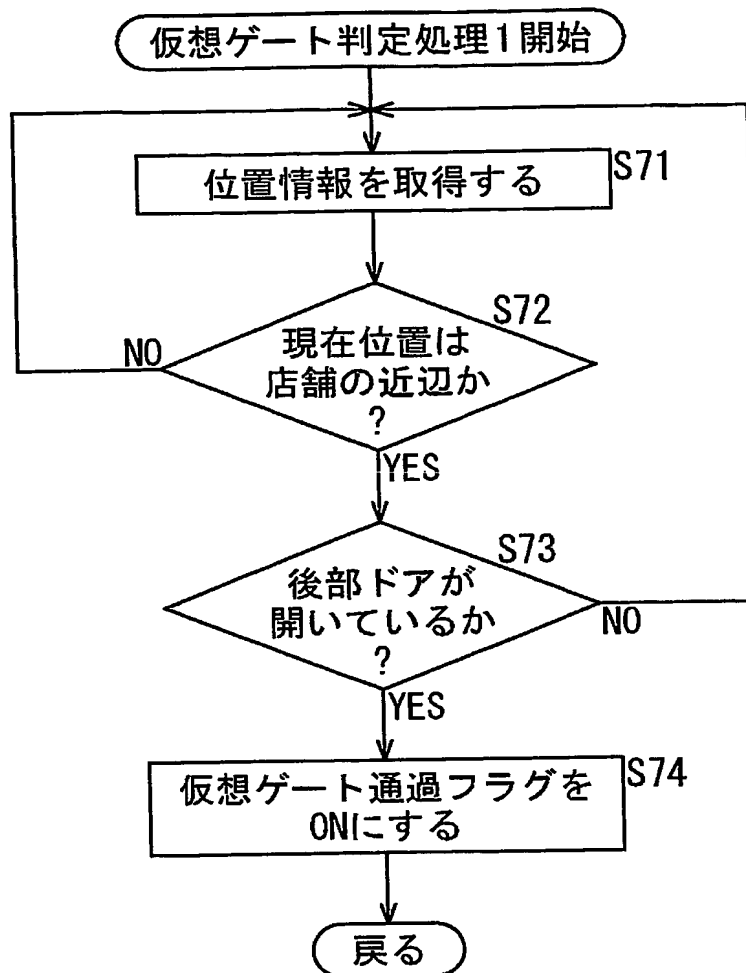 仮想ゲート判定処理1開始
位置情報を取得する
S71
S72
現在位置は
店舗の近辺か
?
NO
YES
S73
後部ドアが
開いているか
?
NO
YES
仮想ゲート通過フラグを
ONにする
S74
戻る